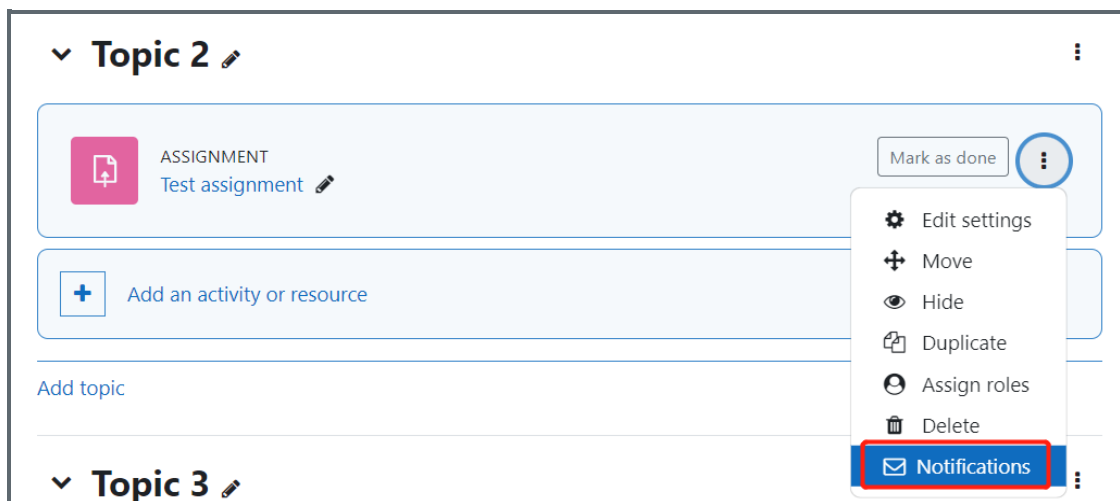 Topic 2
ASSIGNMENT
Test assignment
Mark as done
Edit settings
Move
Hide
Duplicate
Assign roles
Delete
Notifications
Add an activity or resource
Add topic
Topic 3